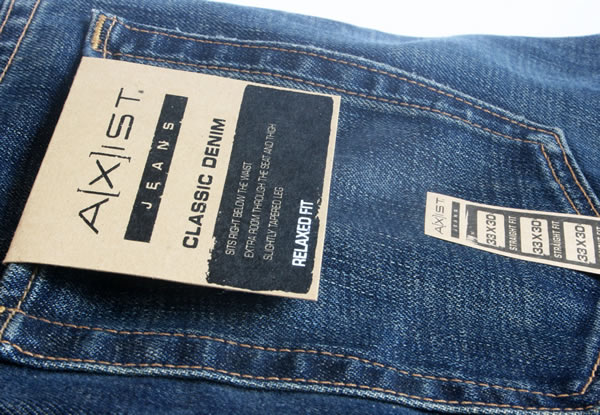 A[X]IST.
JEANS
CLASSIC DENIM
SITS RIGHT BELOW THE WAIST
EXTRA ROOM THROUGH THE SEAT AND THIGH
SLIGHTLY TAPERED LEG
RELAXED FIT
A[X]IST.
JEANS
33X30
STRAIGHT FIT
33X30
STRAIGHT FIT
33X30